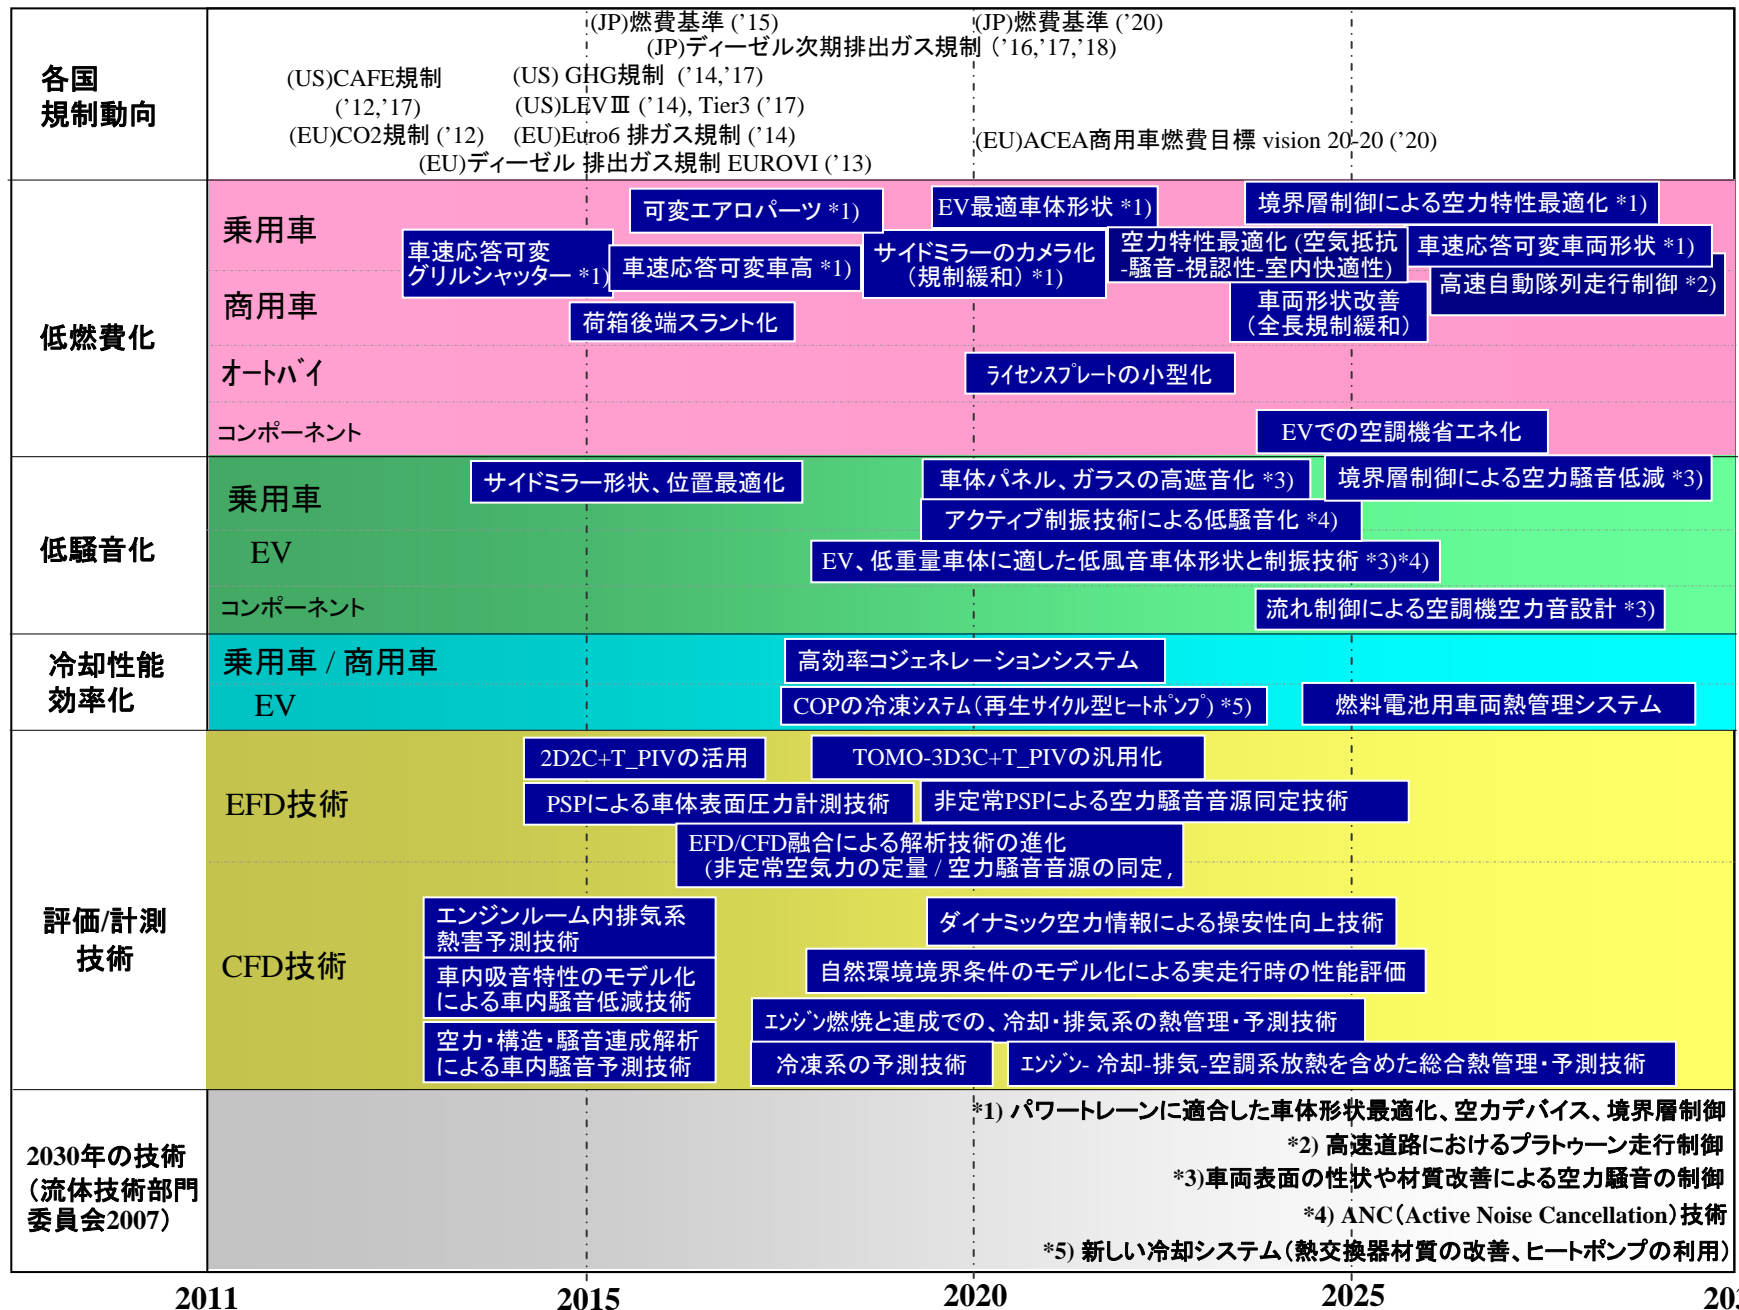 各国
規制動向
(JP)燃費基準 (’15)
(JP)燃費基準 (’20)
(JP)ディーゼル次期排出ガス規制 (’16,’17,’18)
(US)CAFE規制
(’12,’17)
(US) GHG規制 (’14,’17)
(US)LEVⅢ (’14), Tier3 (’17)
(EU)CO2規制 (’12)
(EU)Euro6 排ガス規制 (’14)
(EU)ACEA商用車燃費目標 vision 20-20 (’20)
(EU)ディーゼル 排出ガス規制 EUROVI (’13)
低燃費化
乗用車
可変エアロパーツ *1)
EV最適車体形状 *1)
境界層制御による空力特性最適化 *1)
車速応答可変
グリルシャッター *1)
車速応答可変車高 *1)
サイドミラーのカメラ化
(規制緩和) *1)
空力特性最適化 (空気抵抗
-騒音-視認性-室内快適性)
車速応答可変車両形状 *1)
高速自動隊列走行制御 *2)
商用車
荷箱後端スラント化
車両形状改善
(全長規制緩和)
オートバイ
ライセンスプレートの小型化
コンポーネント
EVでの空調機省エネ化
低騒音化
乗用車
サイドミラー形状、位置最適化
車体パネル、ガラスの高遮音化 *3)
境界層制御による空力騒音低減 *3)
アクティブ制振技術による低騒音化 *4)
EV
EV、低重量車体に適した低風音車体形状と制振技術 *3)*4)
コンポーネント
流れ制御による空調機空力音設計 *3)
冷却性能
効率化
乗用車 / 商用車
高効率コジェネレーションシステム
EV
COPの冷凍システム(再生サイクル型ヒートポンプ) *5)
燃料電池用車両熱管理システム
評価/計測
技術
EFD技術
2D2C+T_PIVの活用
TOMO-3D3C+T_PIVの汎用化
PSPによる車体表面圧力計測技術
非定常PSPによる空力騒音音源同定技術
EFD/CFD融合による解析技術の進化
(非定常空気力の定量 / 空力騒音音源の同定,
CFD技術
エンジンルーム内排気系
熱害予測技術
ダイナミック空力情報による操安性向上技術
車内吸音特性のモデル化
による車内騒音低減技術
自然環境境界条件のモデル化による実走行時の性能評価
エンジン燃焼と連成での、冷却・排気系の熱管理・予測技術
空力・構造・騒音連成解析
による車内騒音予測技術
冷凍系の予測技術
エンジン- 冷却-排気-空調系放熱を含めた総合熱管理・予測技術
2030年の技術
(流体技術部門
委員会2007)
*1) パワートレーンに適合した車体形状最適化、空力デバイス、境界層制御
*2) 高速道路におけるプラトゥーン走行制御
*3)車両表面の性状や材質改善による空力騒音の制御
*4) ANC(Active Noise Cancellation)技術
*5) 新しい冷却システム(熱交換器材質の改善、ヒートポンプの利用)
2011
2015
2020
2025